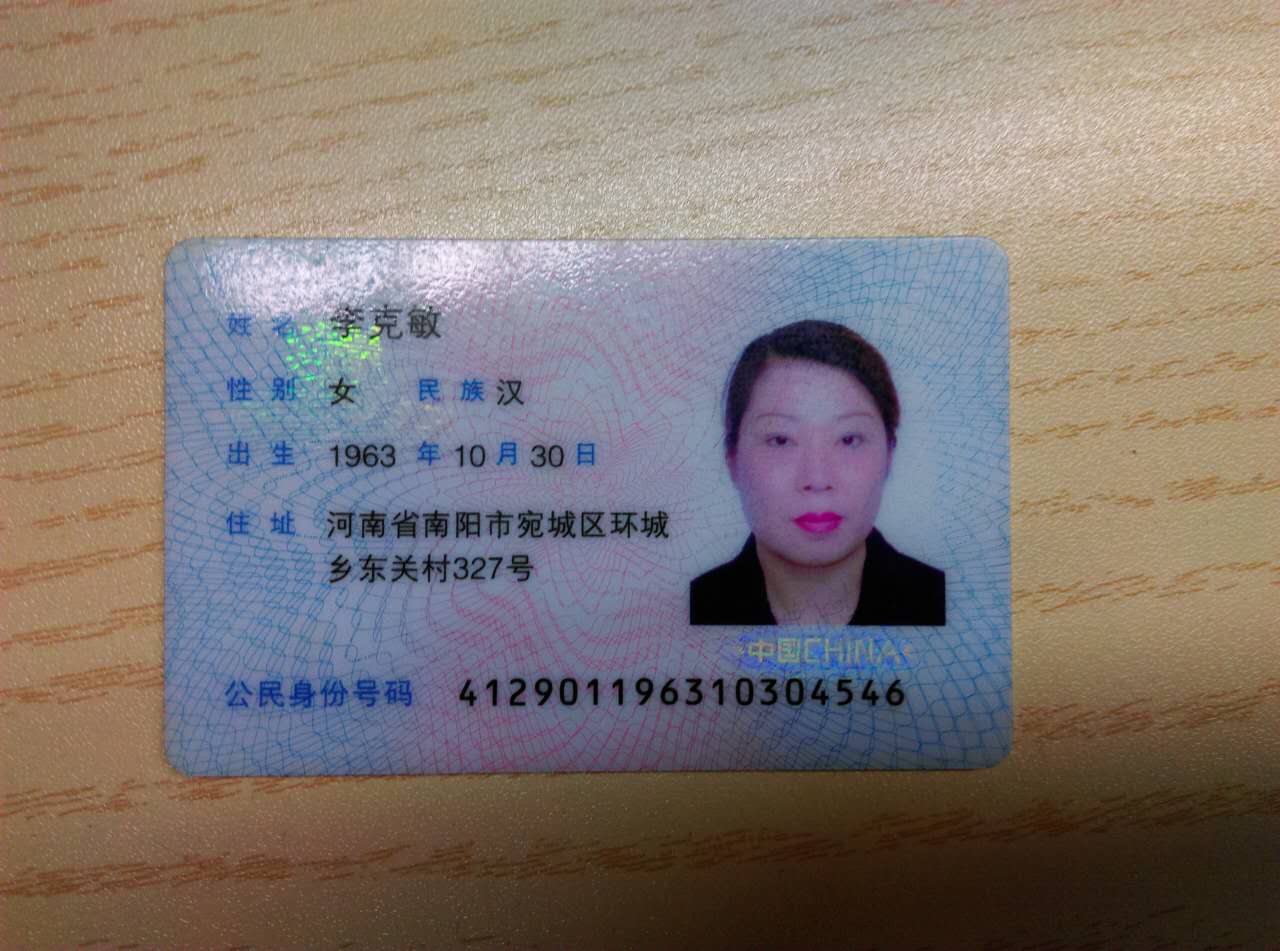 姓名 李克敏
性别 女 民族 汉
出生 1963 年 10 月 30 日
住址 河南省南阳市宛城区环城
乡东关村327号
中国CHINA
公民身份号码 412901196310304546